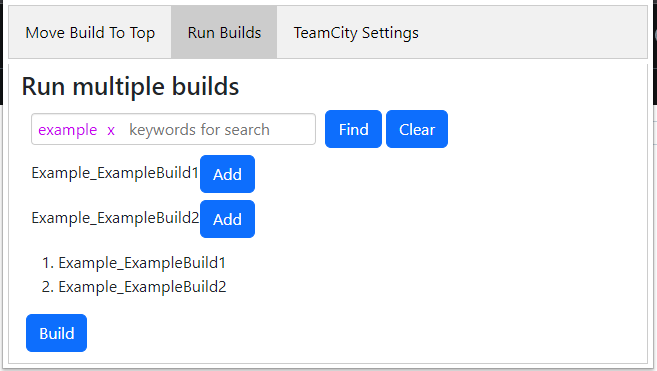 Move Build To Top Run Builds TeamCity Settings
Run multiple builds
example x keywords for search Find Clear
Example_ExampleBuild1 Add
Example_ExampleBuild2 Add
1. Example_ExampleBuild1
2. Example_ExampleBuild2
Build